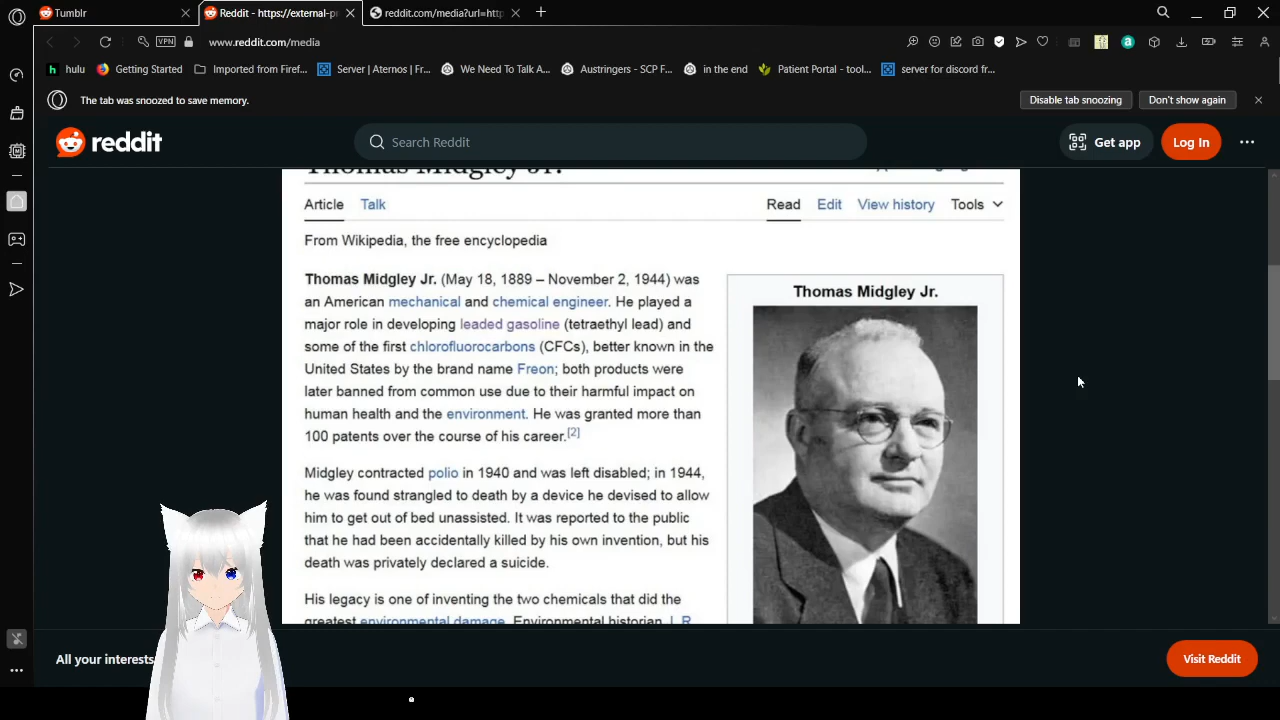 Tumblr
Reddit - https://external-pr
reddit.com/media?url=http
VPN
www.reddit.com/media
hulu
Getting Started
Imported from Firef...
Server | Aternos | Fr...
We Need To Talk A...
Austringers - SCP F...
in the end
Patient Portal - tool...
server for discord fr...
The tab was snoozed to save memory.
Disable tab snoozing
Don't show again
reddit
Search Reddit
Get app
Log In
Thomas Midgley Jr.
Article
Talk
Read
Edit
View history
Tools
From Wikipedia, the free encyclopedia
Thomas Midgley Jr. (May 18, 1889 – November 2, 1944) was
an American mechanical and chemical engineer. He played a
major role in developing leaded gasoline (tetraethyl lead) and
some of the first chlorofluorocarbons (CFCs), better known in the
United States by the brand name Freon; both products were
later banned from common use due to their harmful impact on
human health and the environment. He was granted more than
100 patents over the course of his career.[2]
Midgley contracted polio in 1940 and was left disabled; in 1944,
he was found strangled to death by a device he devised to allow
him to get out of bed unassisted. It was reported to the public
that he had been accidentally killed by his own invention, but his
death was privately declared a suicide.
His legacy is one of inventing the two chemicals that did the
greatest environmental damage. Environmental historian J. R.
Thomas Midgley Jr.
All your interests
Visit Reddit